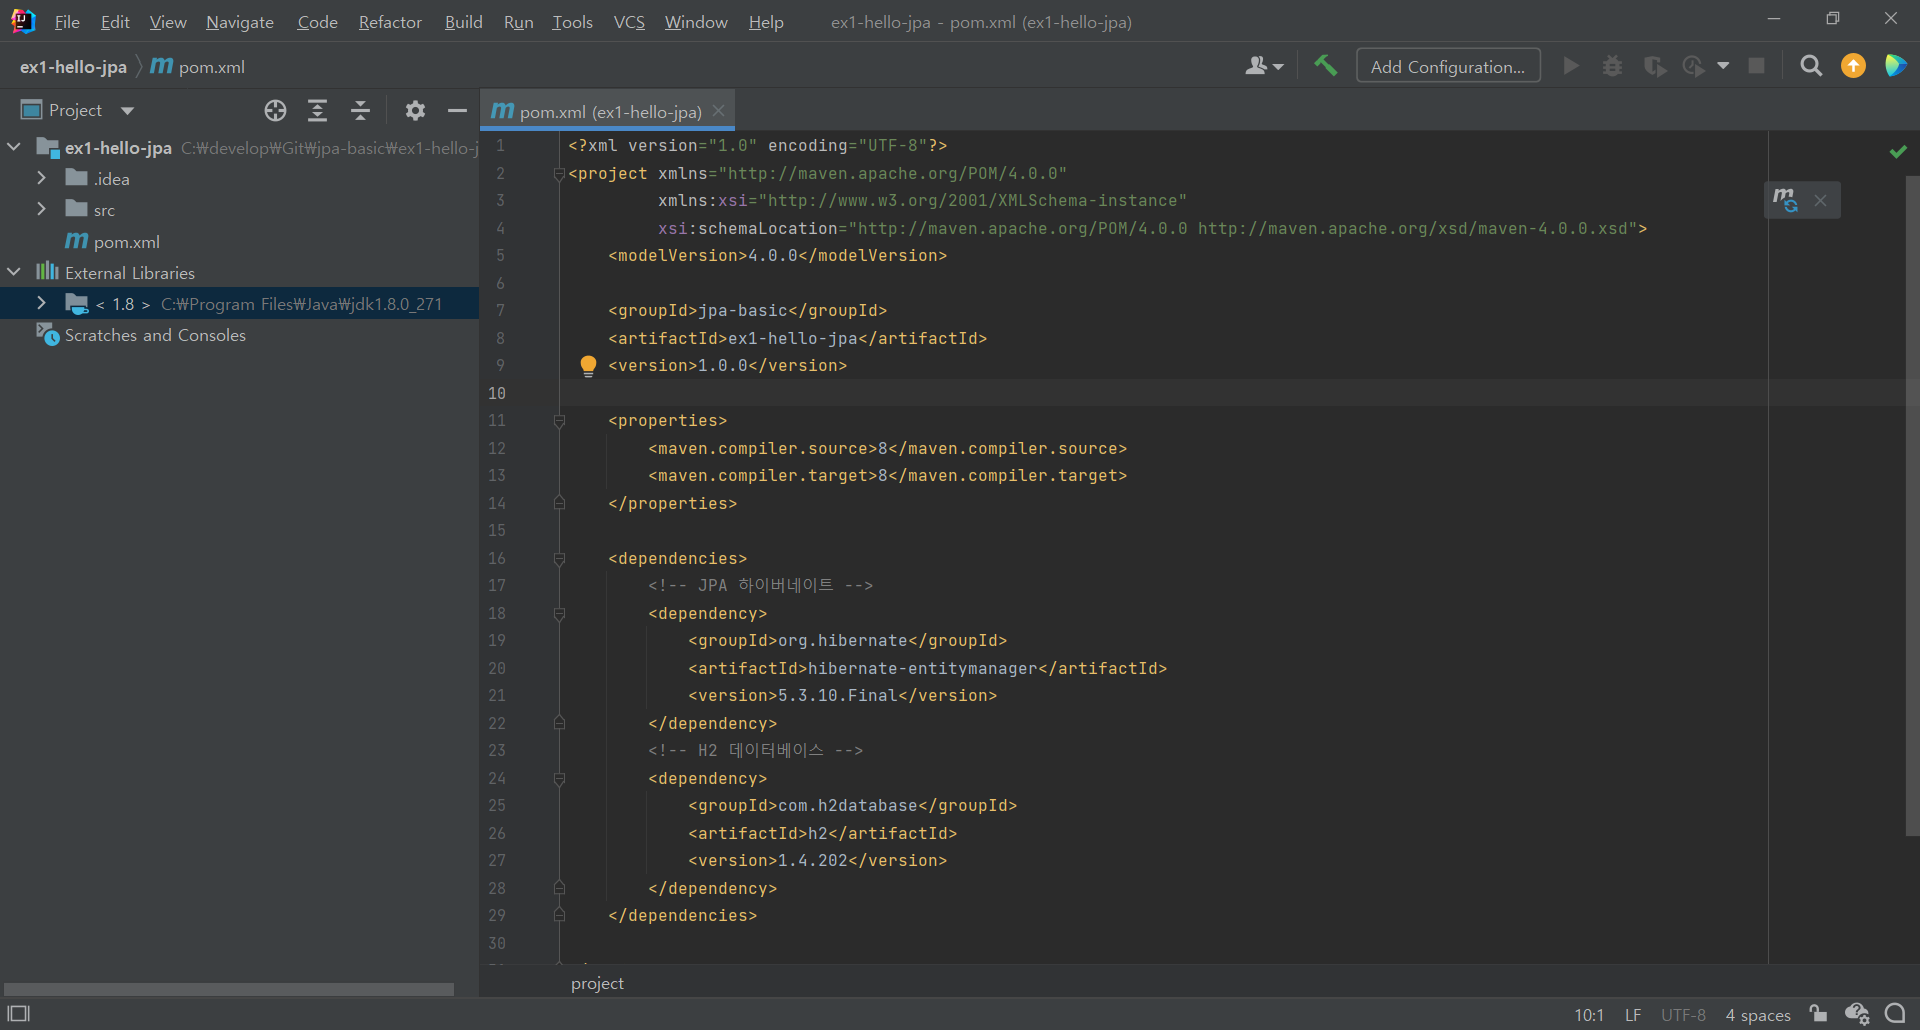 File Edit View Navigate Code Refactor Build Run Tools VCS Window Help ex1-hello-jpa - pom.xml (ex1-hello-jpa)
ex1-hello-jpa m pom.xml Add Configuration...
Project
m pom.xml (ex1-hello-jpa)
ex1-hello-jpa C:₩develop₩Git₩jpa-basic₩ex1-hello-j
.idea
src
m pom.xml
External Libraries
< 1.8 > C:₩Program Files₩Java₩jdk1.8.0_271
Scratches and Consoles
1 <?xml version="1.0" encoding="UTF-8"?>
2 <project xmlns="http://maven.apache.org/POM/4.0.0"
3 xmlns:xsi="http://www.w3.org/2001/XMLSchema-instance"
4 xsi:schemaLocation="http://maven.apache.org/POM/4.0.0 http://maven.apache.org/xsd/maven-4.0.0.xsd">
5 <modelVersion>4.0.0</modelVersion>
6
7 <groupId>jpa-basic</groupId>
8 <artifactId>ex1-hello-jpa</artifactId>
9 <version>1.0.0</version>
10
11 <properties>
12 <maven.compiler.source>8</maven.compiler.source>
13 <maven.compiler.target>8</maven.compiler.target>
14 </properties>
15
16 <dependencies>
17 <!-- JPA 하이버네이트 -->
18 <dependency>
19 <groupId>org.hibernate</groupId>
20 <artifactId>hibernate-entitymanager</artifactId>
21 <version>5.3.10.Final</version>
22 </dependency>
23 <!-- H2 데이터베이스 -->
24 <dependency>
25 <groupId>com.h2database</groupId>
26 <artifactId>h2</artifactId>
27 <version>1.4.202</version>
28 </dependency>
29 </dependencies>
30
m
project
10:1 LF UTF-8 4 spaces